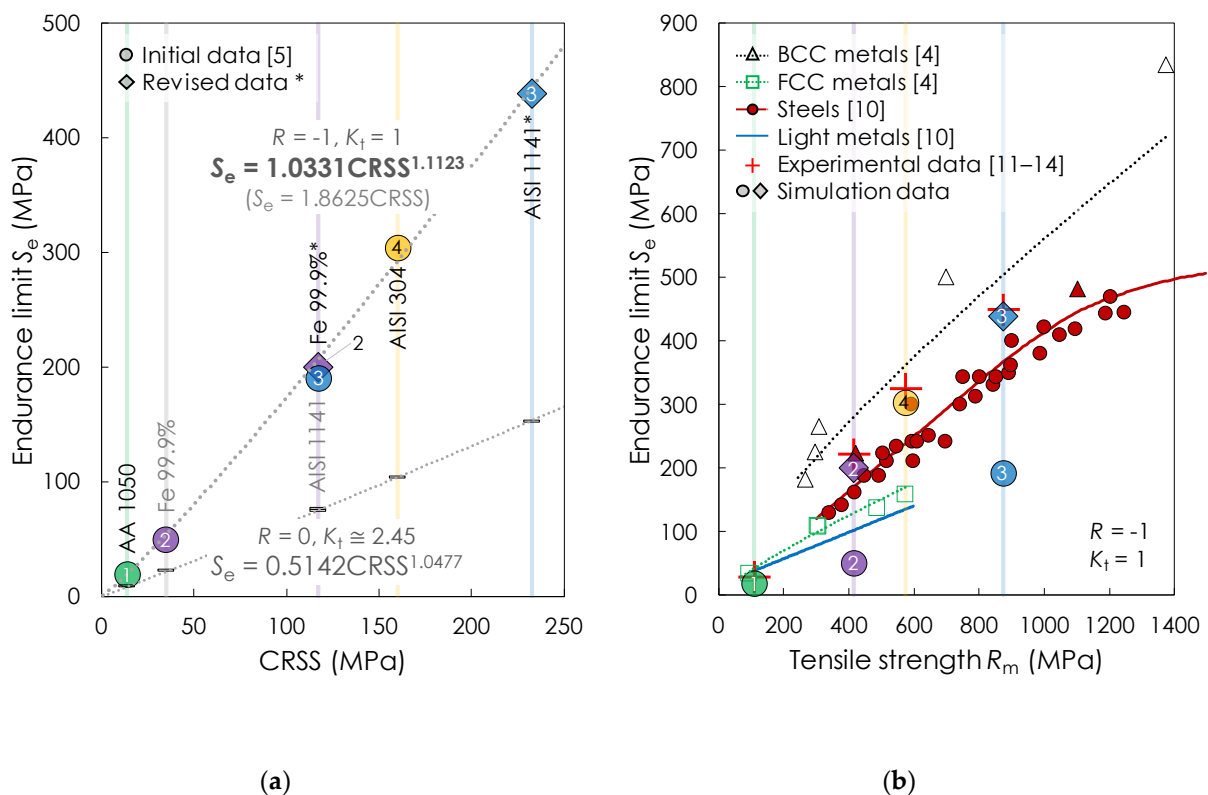 500
400
300
200
100
0
0
50
100
150
200
250
Endurance limit Se (MPa)
CRSS (MPa)
Initial data [5]
Revised data *
R = -1, Kt = 1
Se = 1.0331CRSS1.1123
(Se = 1.8625CRSS)
AA 1050
Fe 99.9%
Fe 99.9%*
AISI 1141
AISI 304
AISI 1141*
1
2
3
2
4
3
R = 0, Kt ≅ 2.45
Se = 0.5142CRSS1.0477
(a)
900
800
700
600
500
400
300
200
100
0
0
200
400
600
800
1000
1200
1400
Endurance limit Se (MPa)
Tensile strength Rm (MPa)
BCC metals [4]
FCC metals [4]
Steels [10]
Light metals [10]
Experimental data [11–14]
Simulation data
1
2
2
4
3
3
R = -1
Kt = 1
(b)